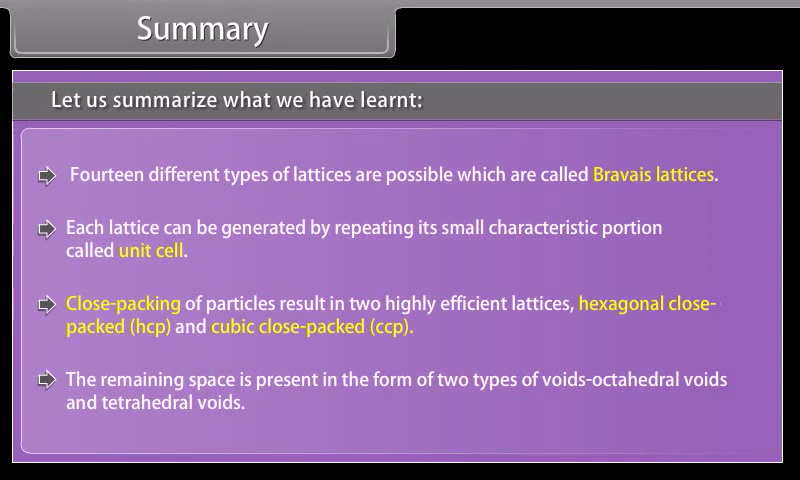 Summary
Let us summarize what we have learnt:
Fourteen different types of lattices are possible which are called Bravais lattices.
Each lattice can be generated by repeating its small characteristic portion
called unit cell.
Close-packing of particles result in two highly efficient lattices, hexagonal close-
packed (hcp) and cubic close-packed (ccp).
The remaining space is present in the form of two types of voids-octahedral voids
and tetrahedral voids.